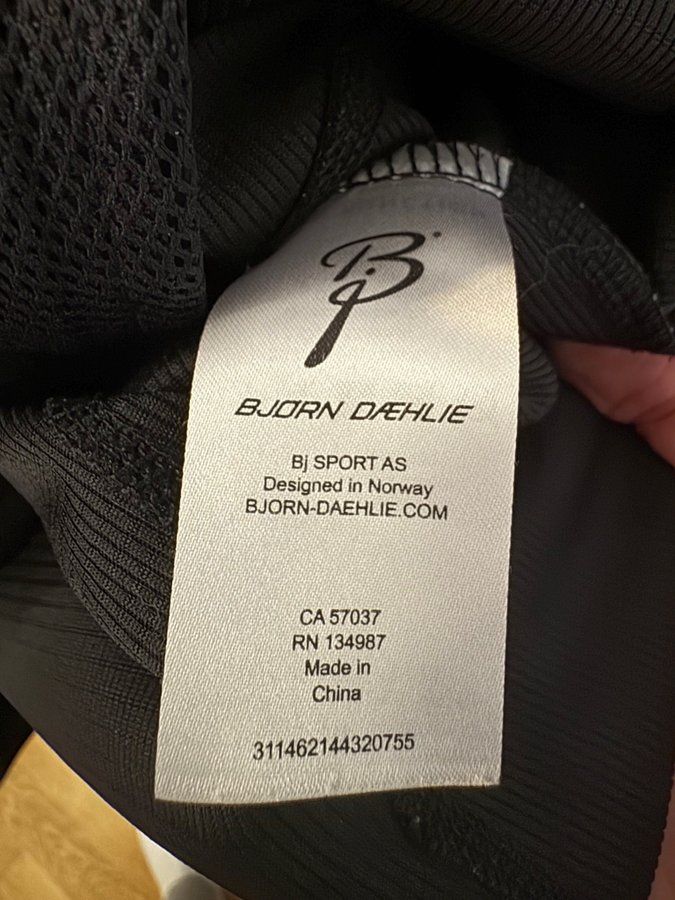 BJØRN DÆHLIE
Bj SPORT AS
Designed in Norway
BJORN-DAEHLIE.COM
CA 57037
RN 134987
Made in
China
311462144320755